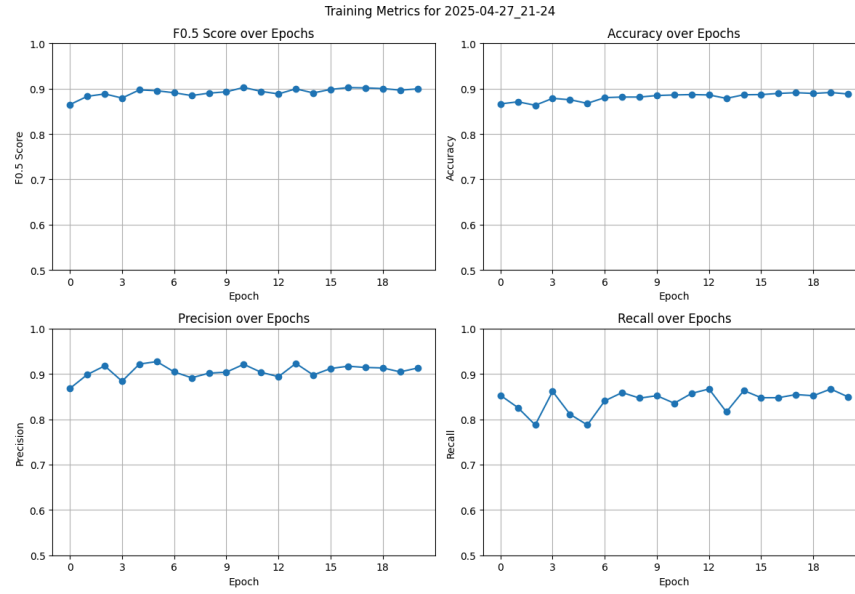 Training Metrics for 2025-04-27_21-24
F0.5 Score over Epochs
1.0
0.9
0.8
0.7
0.6
0.5
F0.5 Score
0 3 6 9 12 15 18
Epoch
Accuracy over Epochs
1.0
0.9
0.8
0.7
0.6
0.5
Accuracy
0 3 6 9 12 15 18
Epoch
Precision over Epochs
1.0
0.9
0.8
0.7
0.6
0.5
Precision
0 3 6 9 12 15 18
Epoch
Recall over Epochs
1.0
0.9
0.8
0.7
0.6
0.5
Recall
0 3 6 9 12 15 18
Epoch